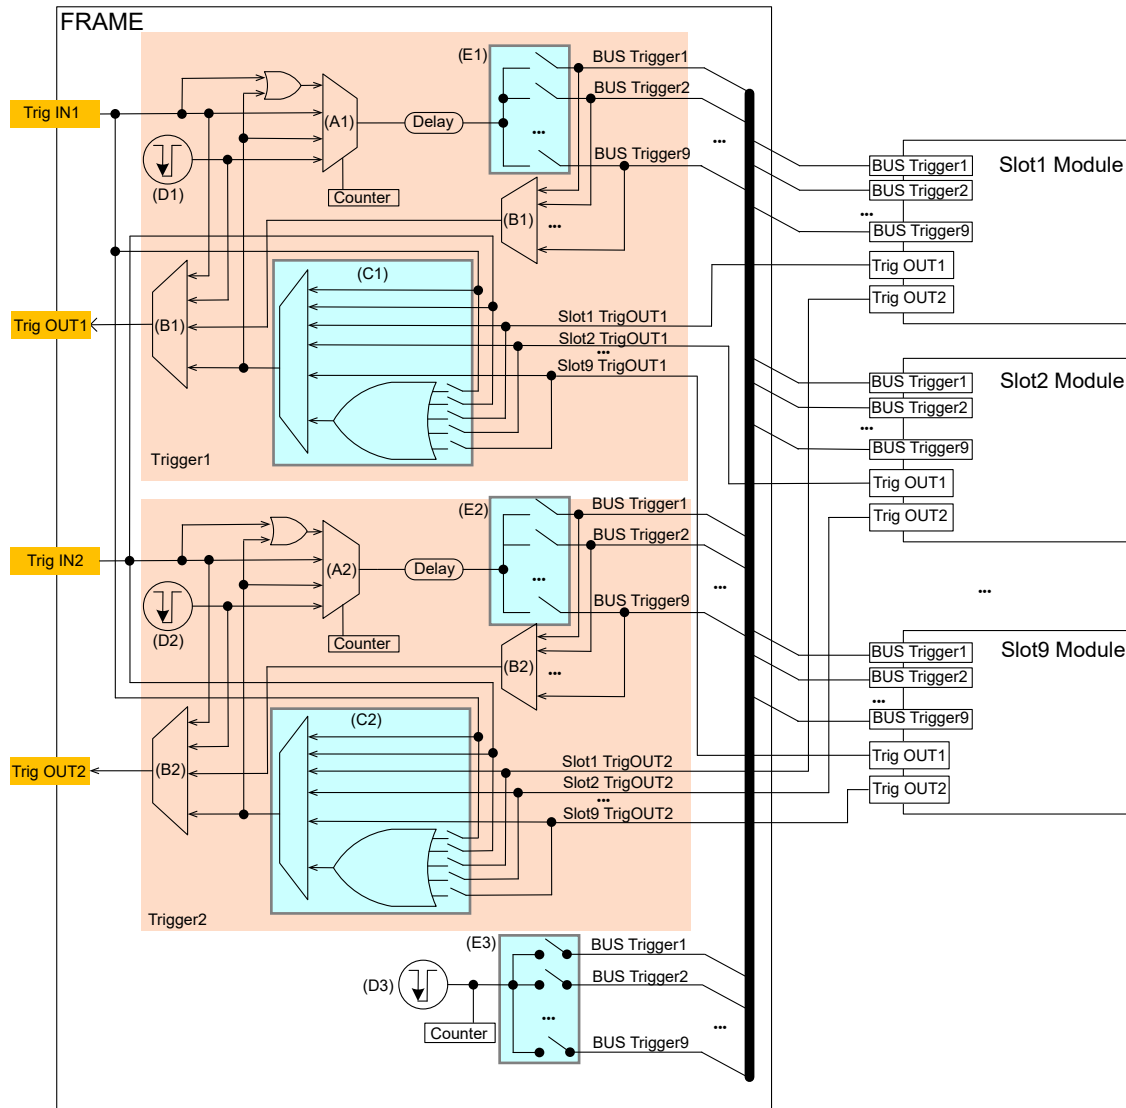 FRAME
(E1)
BUS Trigger1
BUS Trigger2
...
BUS Trigger9
...
Trig IN1
(A1)
Delay
(D1)
Counter
(B1)
...
(C1)
Trig OUT1
(B1)
Slot1 TrigOUT1
Slot2 TrigOUT1
...
Slot9 TrigOUT1
Trigger1
Slot1 Module
BUS Trigger1
BUS Trigger2
...
BUS Trigger9
Trig OUT1
Trig OUT2
Slot2 Module
BUS Trigger1
BUS Trigger2
...
BUS Trigger9
Trig OUT1
Trig OUT2
...
(E2)
BUS Trigger1
BUS Trigger2
...
BUS Trigger9
...
Trig IN2
(A2)
Delay
(D2)
Counter
(B2)
...
(C2)
Trig OUT2
(B2)
Slot1 TrigOUT2
Slot2 TrigOUT2
...
Slot9 TrigOUT2
Trigger2
Slot9 Module
BUS Trigger1
BUS Trigger2
...
BUS Trigger9
Trig OUT1
Trig OUT2
(E3)
BUS Trigger1
BUS Trigger2
...
BUS Trigger9
...
(D3)
Counter